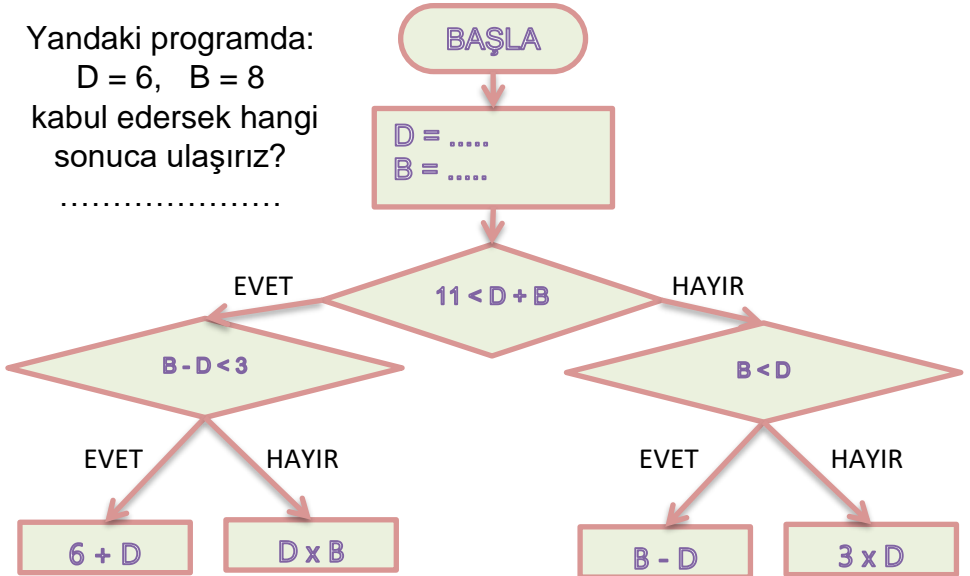 Yandaki programda:
D = 6, B = 8
kabul edersek hangi
sonuca ulaşırız?
…………………
BAŞLA
D = .....
B = .....
11 < D + B
EVET
HAYIR
B - D < 3
B < D
EVET
HAYIR
EVET
HAYIR
6 + D
D x B
B - D
3 x D